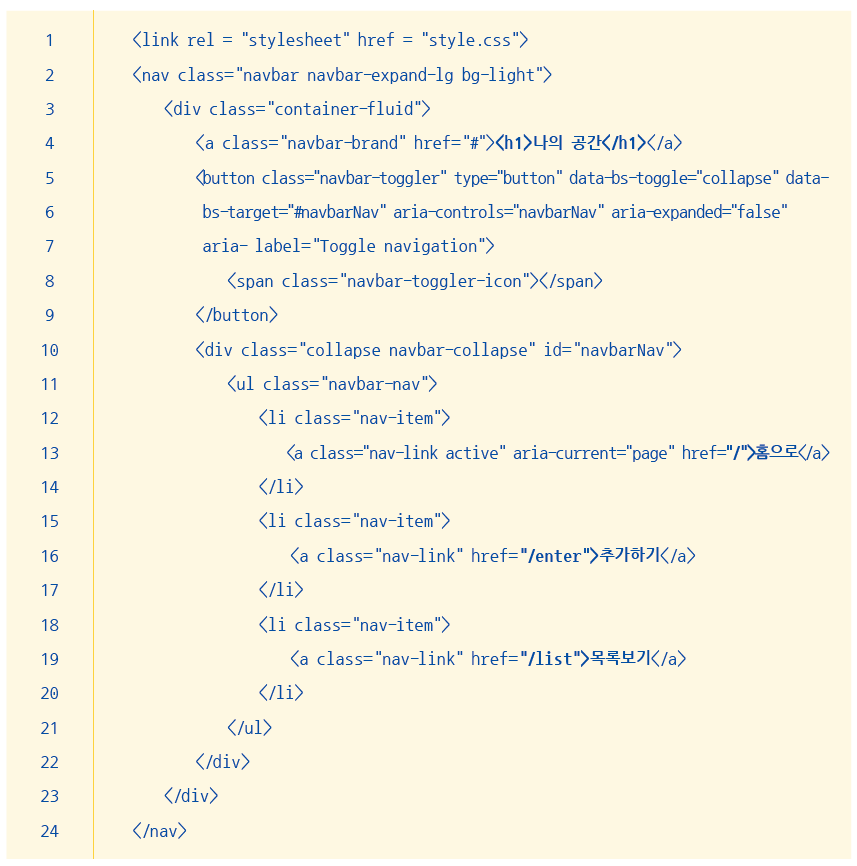 1 <link rel = "stylesheet" href = "style.css">
2 <nav class="navbar navbar-expand-lg bg-light">
3 <div class="container-fluid">
4 <a class="navbar-brand" href="#"><h1>나의 공간</h1></a>
5 <button class="navbar-toggler" type="button" data-bs-toggle="collapse" data-
6 bs-target="#navbarNav" aria-controls="navbarNav" aria-expanded="false"
7 aria- label="Toggle navigation">
8 <span class="navbar-toggler-icon"></span>
9 </button>
10 <div class="collapse navbar-collapse" id="navbarNav">
11 <ul class="navbar-nav">
12 <li class="nav-item">
13 <a class="nav-link active" aria-current="page" href="/">홈으로</a>
14 </li>
15 <li class="nav-item">
16 <a class="nav-link" href="/enter">추가하기</a>
17 </li>
18 <li class="nav-item">
19 <a class="nav-link" href="/list">목록보기</a>
20 </li>
21 </ul>
22 </div>
23 </div>
24 </nav>